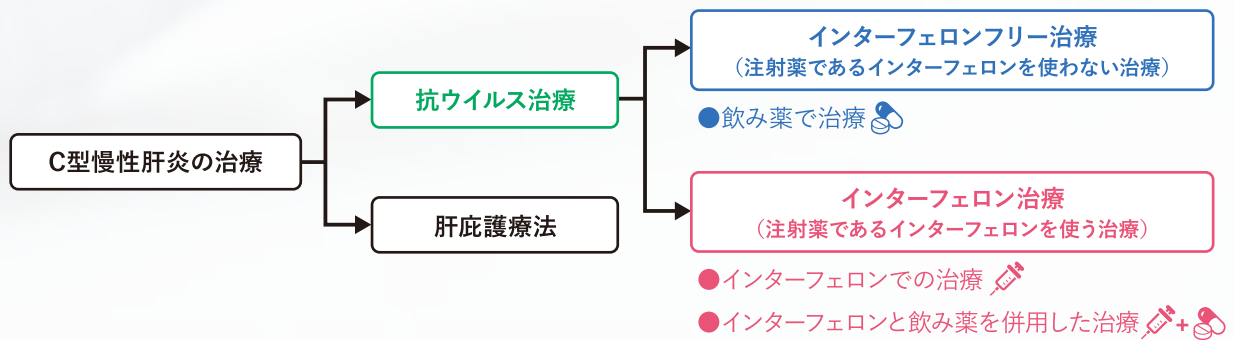 C型慢性肝炎の治療
抗ウイルス治療
肝庇護療法
インターフェロンフリー治療
（注射薬であるインターフェロンを使わない治療）
●飲み薬で治療
インターフェロン治療
（注射薬であるインターフェロンを使う治療）
●インターフェロンでの治療
●インターフェロンと飲み薬を併用した治療
+